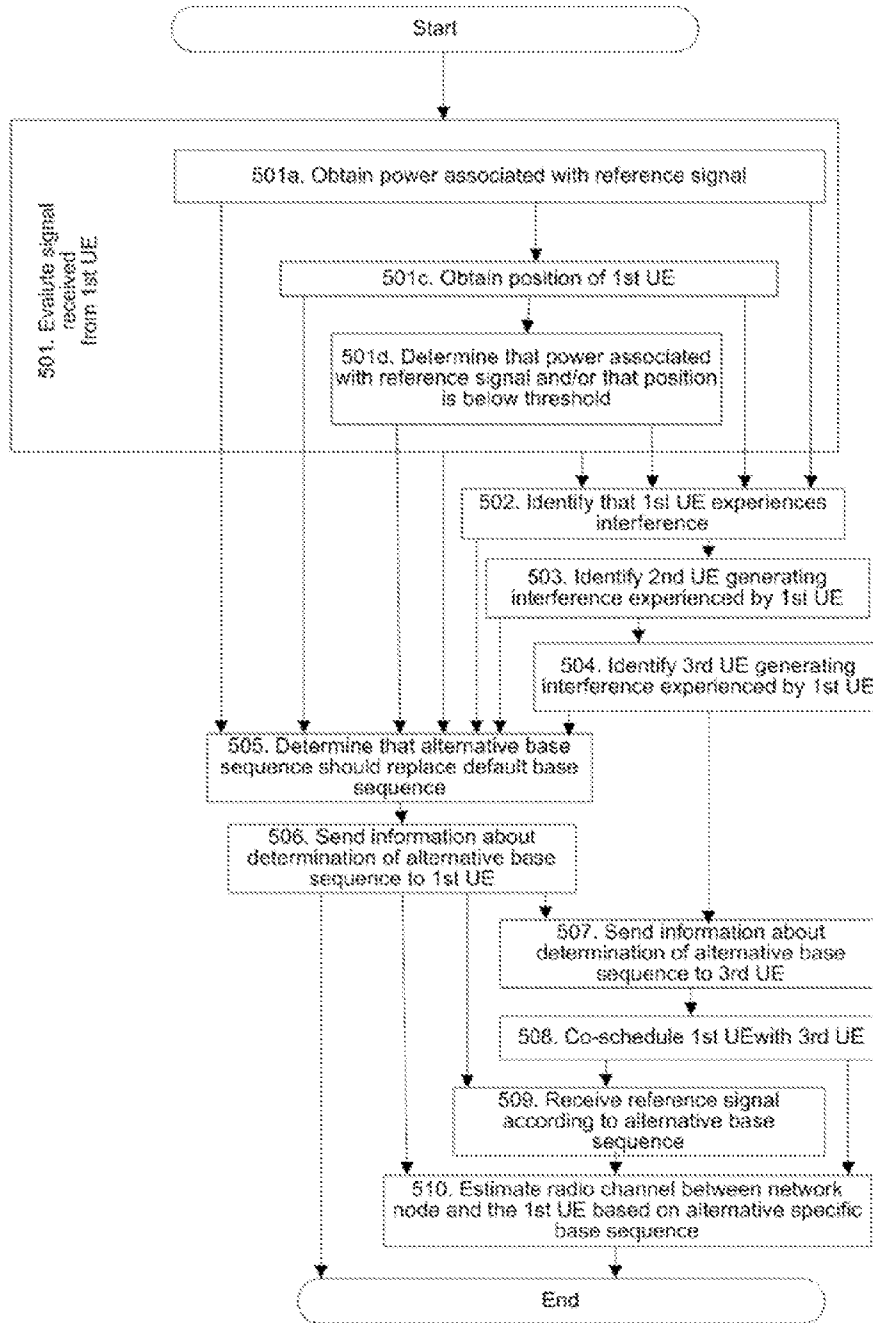 Start
501. Evalute signal
received
from 1st UE
501a. Obtain power associated with reference signal
501c. Obtain position of 1st UE
501d. Determine that power associated
with reference signal and/or that position
is below threshold
502. Identify that 1st UE experiences
interference
503. Identify 2nd UE generating
interference experienced by 1st UE
504. Identify 3rd UE generating
interference experienced by 1st UE
505. Determine that alternative base
sequence should replace default base
sequence
506. Send information about
determination of alternative base
sequence to 1st UE
507. Send information about
determination of alternative base
sequence to 3rd UE
508. Co-schedule 1st UEwith 3rd UE
509. Receive reference signal
according to alternative base
sequence
510. Estimate radio channel between network
node and the 1st UE based on alternative specific
base sequence
End